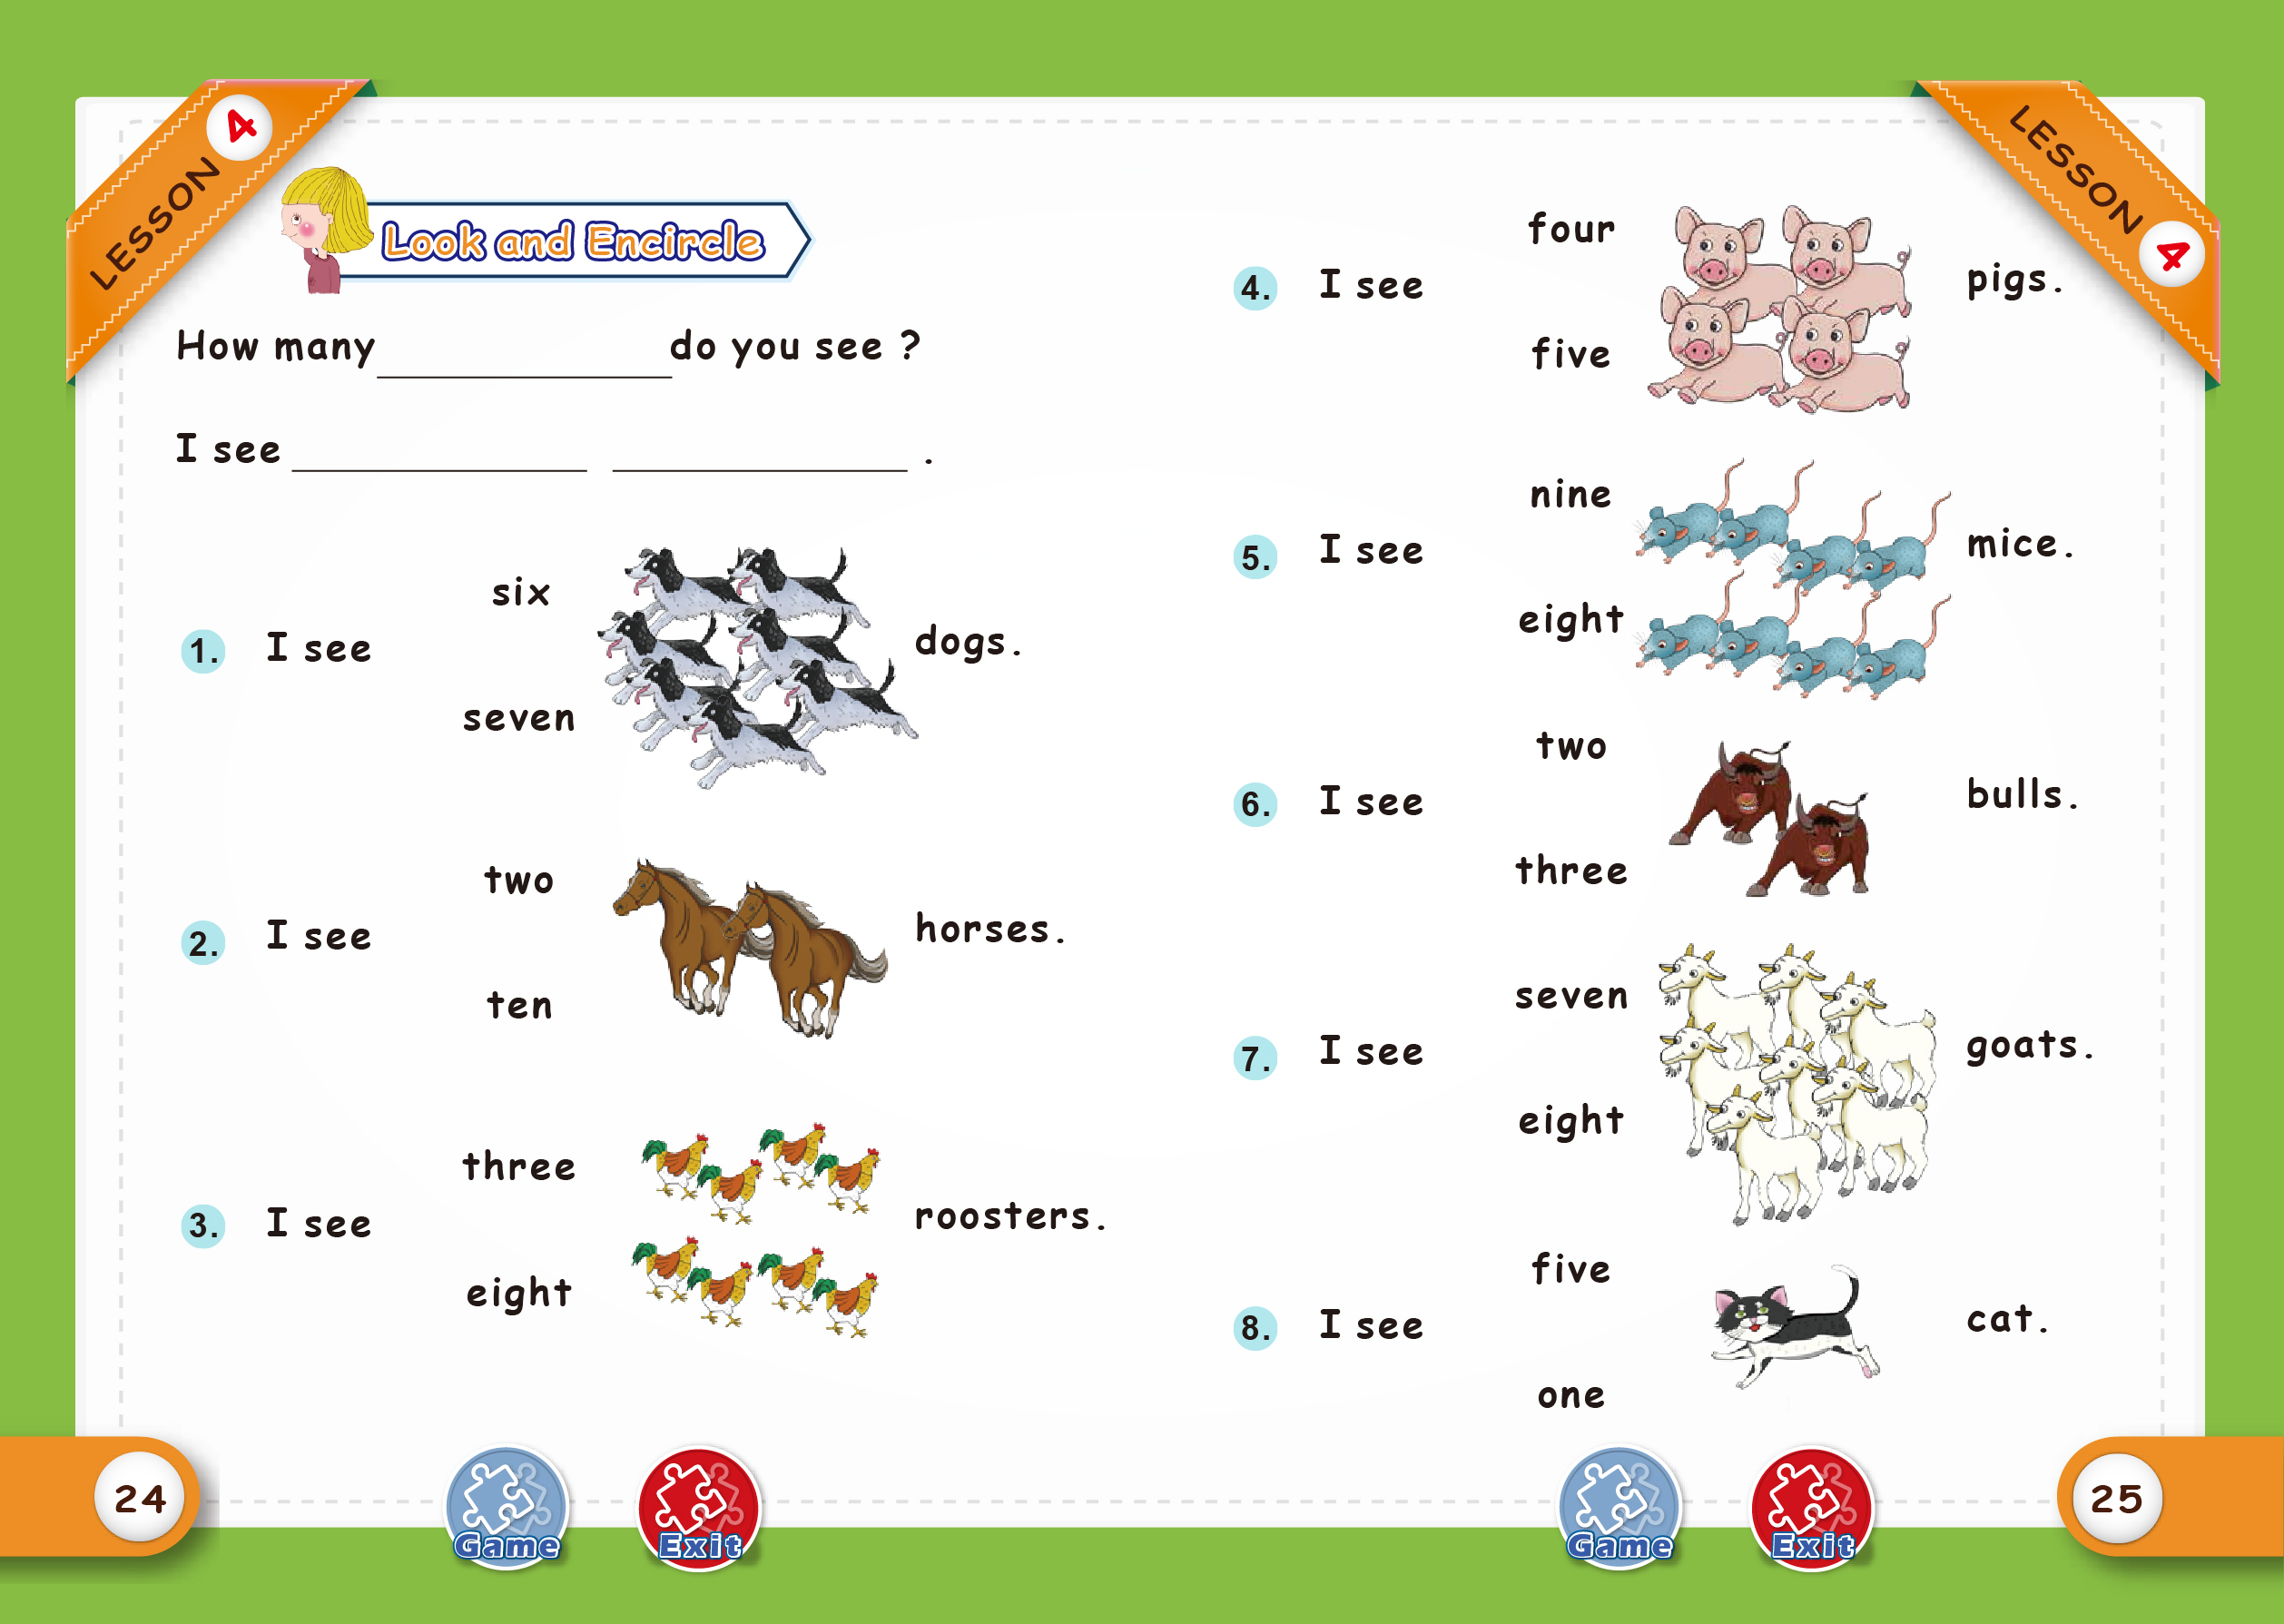 LESSON 4
Look and Encircle
How many ____________ do you see ?
I see ____________ ____________ .
six
1. I see dogs.
seven
two
2. I see horses.
ten
three
3. I see roosters.
eight
24
Game
Exit
LESSON 4
four
4. I see pigs.
five
nine
5. I see mice.
eight
two
6. I see bulls.
three
seven
7. I see goats.
eight
five
8. I see cat.
one
Game
Exit
25